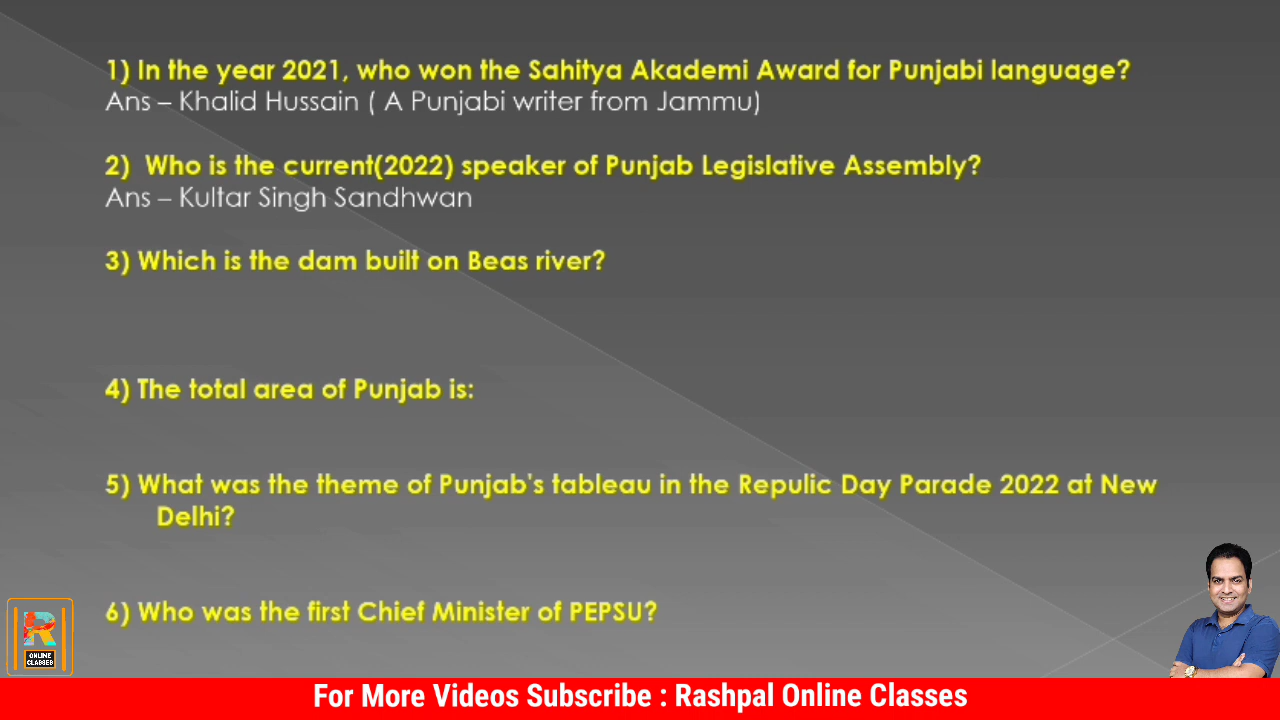 1) In the year 2021, who won the Sahitya Akademi Award for Punjabi language?
Ans – Khalid Hussain ( A Punjabi writer from Jammu)
2)  Who is the current(2022) speaker of Punjab Legislative Assembly?
Ans – Kultar Singh Sandhwan
3) Which is the dam built on Beas river?
4) The total area of Punjab is:
5) What was the theme of Punjab's tableau in the Repulic Day Parade 2022 at New
Delhi?
6) Who was the first Chief Minister of PEPSU?
R
ONLINE
CLASSES
For More Videos Subscribe : Rashpal Online Classes